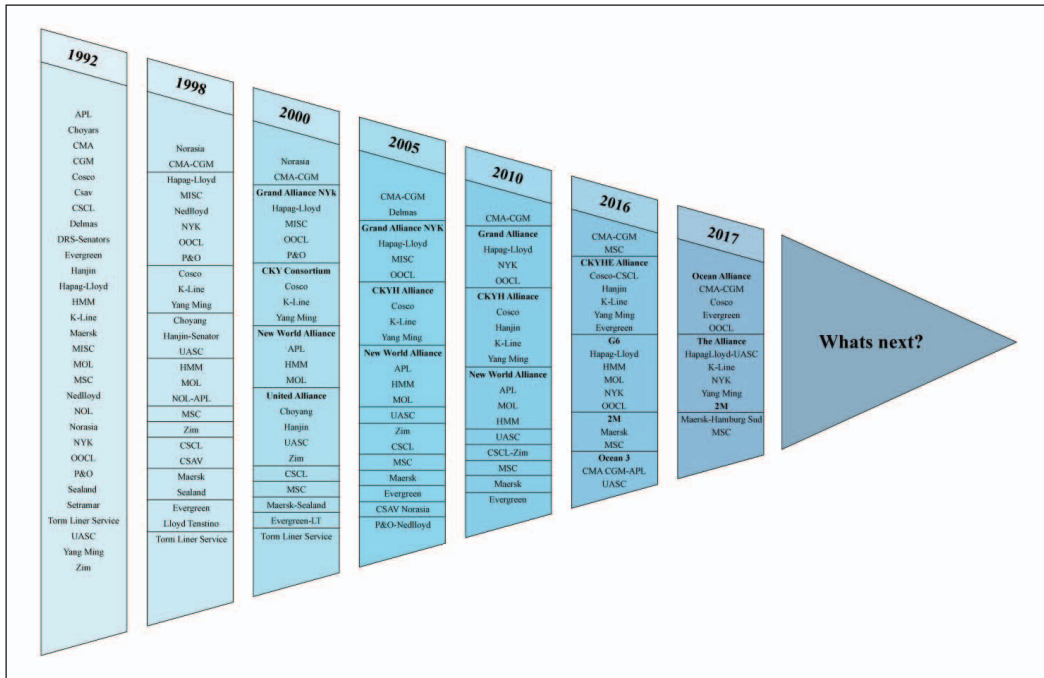 1992
APL
Choyars
CMA
CGM
Cosco
Csav
CSCL
Delmas
DRS-Senators
Evergreen
Hanjin
Hapag-Lloyd
HMM
K-Line
Maersk
MISC
MOL
MSC
Nedlloyd
NOL
Norasia
NYK
OOCL
P&O
Sealand
Setramar
Torm Liner Service
UASC
Yang Ming
Zim
1998
Norasia
CMA-CGM
Hapag-Lloyd
MISC
Nedlloyd
NYK
OOCL
P&O
Cosco
K-Line
Yang Ming
Choyang
Hanjin-Senator
UASC
HMM
MOL
NOL-APL
MSC
Zim
CSCL
CSAV
Maersk
Sealand
Evergreen
Lloyd Tenstino
Torm Liner Service
2000
Norasia
CMA-CGM
Grand Alliance NYk
Hapag-Lloyd
MISC
OOCL
P&O
CKY Consortium
Cosco
K-Line
Yang Ming
New World Alliance
APL
HMM
MOL
United Alliance
Choyang
Hanjin
UASC
Zim
CSCL
MSC
Maersk-Sealand
Evergreen-LT
Torm Liner Service
2005
CMA-CGM
Delmas
Grand Alliance NYK
Hapag-Lloyd
MISC
OOCL
CKYH Alliance
Cosco
K-Line
Yang Ming
New World Alliance
APL
HMM
MOL
UASC
Zim
CSCL
MSC
Maersk
Evergreen
CSAV Norasia
P&O-Nedlloyd
2010
CMA-CGM
Grand Alliance
Hapag-Lloyd
NYK
OOCL
CKYH Allinace
Cosco
Hanjin
K-Line
Yang Ming
New World Alliance
APL
MOL
HMM
UASC
CSCL-Zim
MSC
Maersk
Evergreen
2016
CMA-CGM
MSC
CKYHE Alliance
Cosco-CSCL
Hanjin
K-Line
Yang Ming
Evergreen
G6
Hapag-Lloyd
HMM
MOL
NYK
OOCL
2M
Maersk
MSC
Ocean 3
CMA CGM-APL
UASC
2017
Ocean Alliance
CMA-CGM
Cosco
Evergreen
OOCL
The Alliance
HapagLloyd-UASC
K-Line
NYK
Yang Ming
2M
Maersk-Hamburg Sud
MSC
Whats next?